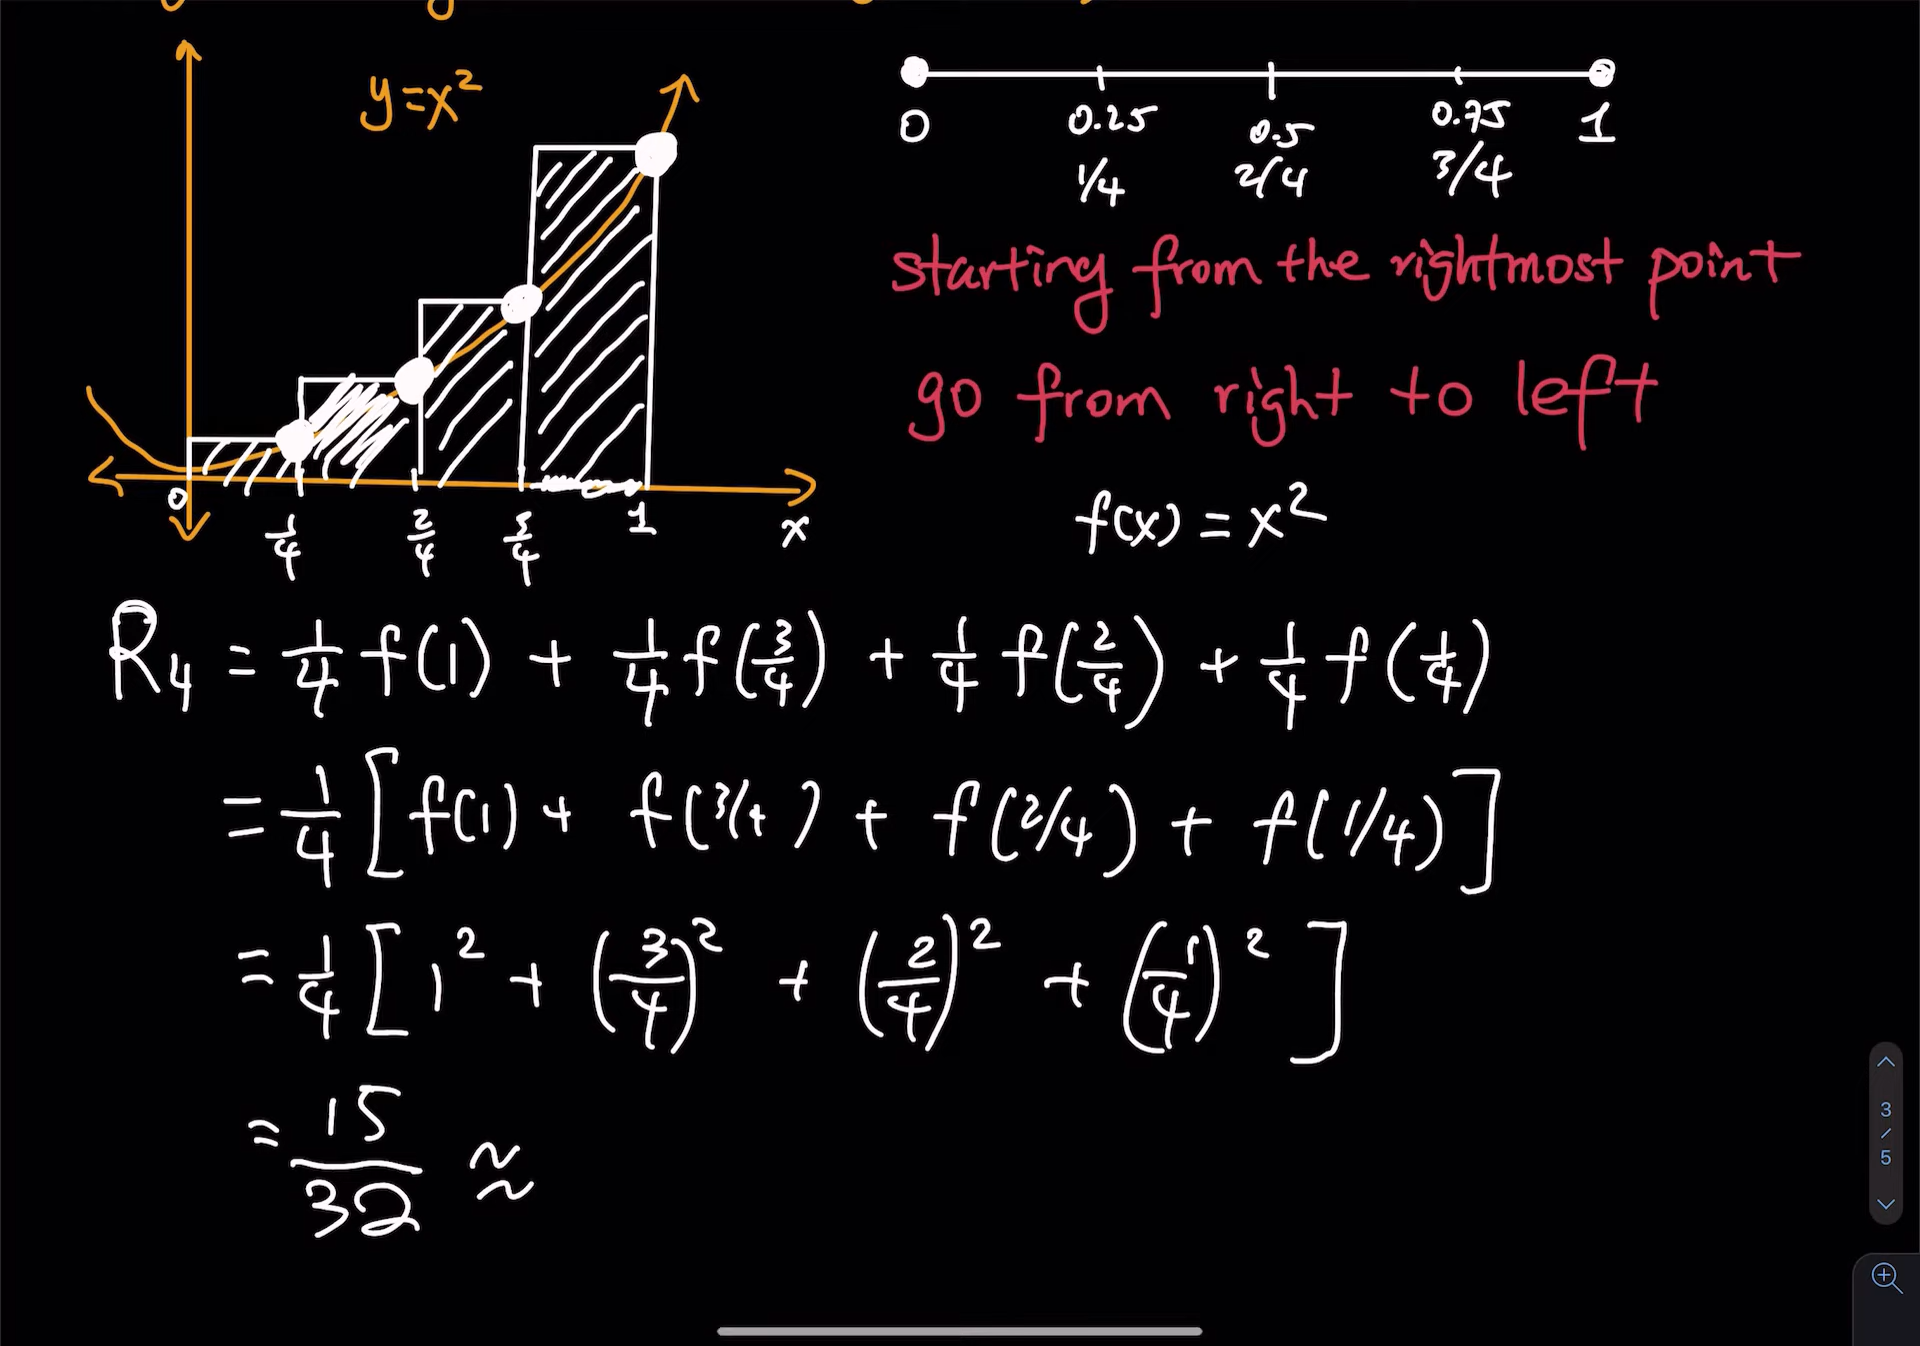 y=x²
0 0.25 0.5 0.75 1
1/4 2/4 3/4
starting from the rightmost point
go from right to left
f(x) = x²
0 1/4 2/4 3/4 1 x
R₄ = 1/4 f(1) + 1/4 f(3/4) + 1/4 f(2/4) + 1/4 f(1/4)
= 1/4 [f(1) + f(3/4) + f(2/4) + f(1/4)]
= 1/4 [1² + (3/4)² + (2/4)² + (1/4)²]
= 15/32 ≈
3
/
5